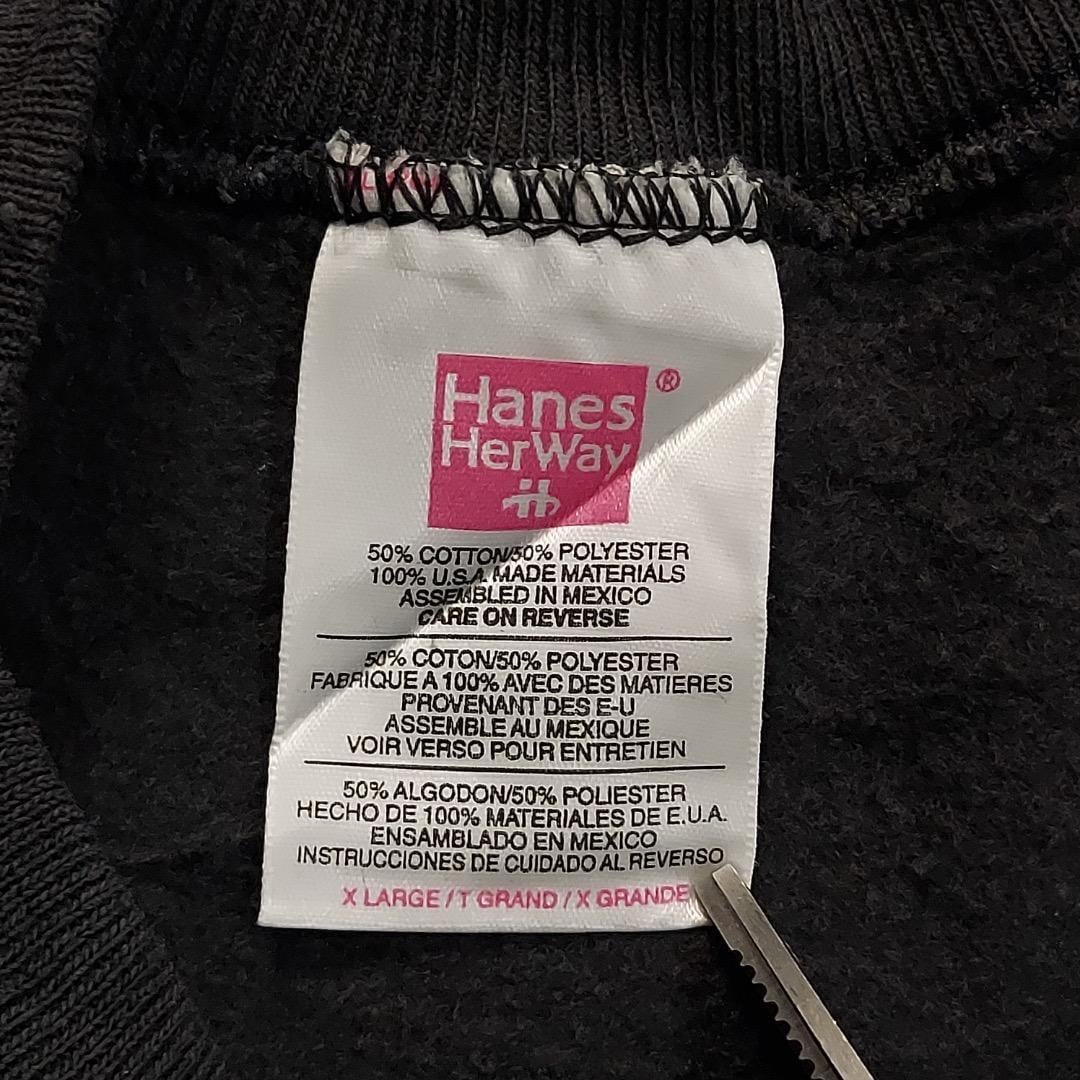 Hanes
HerWay
®
50% COTTON/50% POLYESTER
100% U.S.A. MADE MATERIALS
ASSEMBLED IN MEXICO
CARE ON REVERSE
50% COTON/50% POLYESTER
FABRIQUE A 100% AVEC DES MATIERES
PROVENANT DES E-U
ASSEMBLE AU MEXIQUE
VOIR VERSO POUR ENTRETIEN
50% ALGODON/50% POLIESTER
HECHO DE 100% MATERIALES DE E.U.A.
ENSAMBLADO EN MEXICO
INSTRUCCIONES DE CUIDADO AL REVERSO
X LARGE / T GRAND / X GRANDE